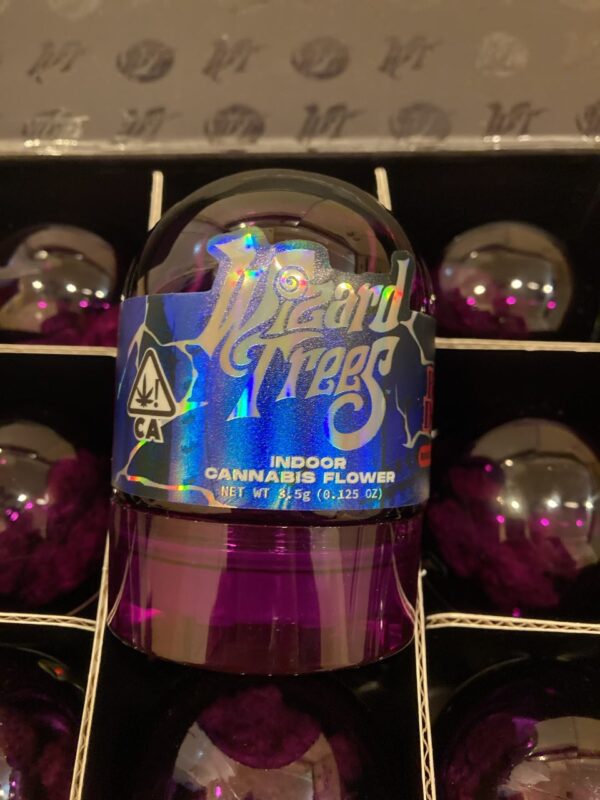 Wizard
Trees
CA
INDOOR
CANNABIS FLOWER
NET WT 3.5g (0.125 OZ)